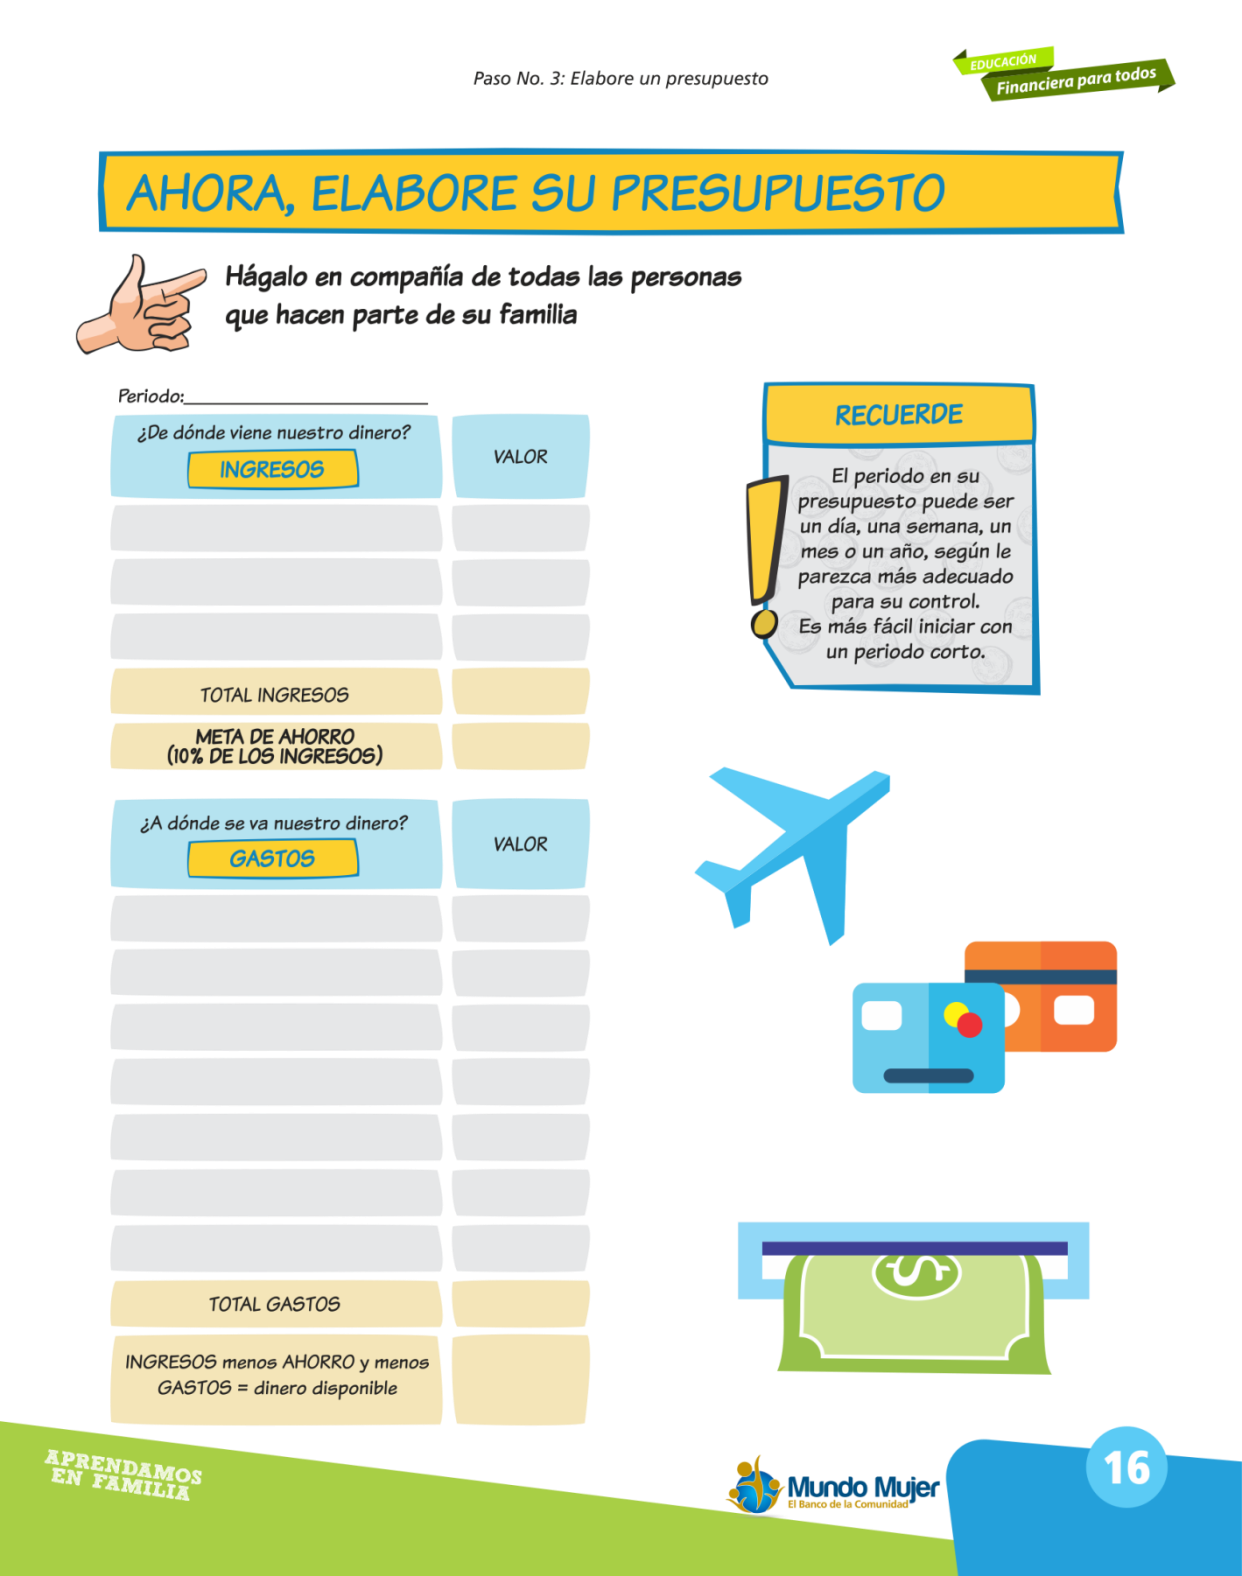 Paso No. 3: Elabore un presupuesto
EDUCACIÓN
Financiera para todos
AHORA, ELABORE SU PRESUPUESTO
Hágalo en compañía de todas las personas
que hacen parte de su familia
Periodo:
¿De dónde viene nuestro dinero?
INGRESOS
VALOR
TOTAL INGRESOS
META DE AHORRO
(10% DE LOS INGRESOS)
¿A dónde se va nuestro dinero?
GASTOS
VALOR
TOTAL GASTOS
INGRESOS menos AHORRO y menos
GASTOS = dinero disponible
RECUERDE
El periodo en su
presupuesto puede ser
un día, una semana, un
mes o un año, según le
parezca más adecuado
para su control.
Es más fácil iniciar con
un periodo corto.
$
APRENDAMOS
EN FAMILIA
Mundo Mujer
El Banco de la Comunidad
16